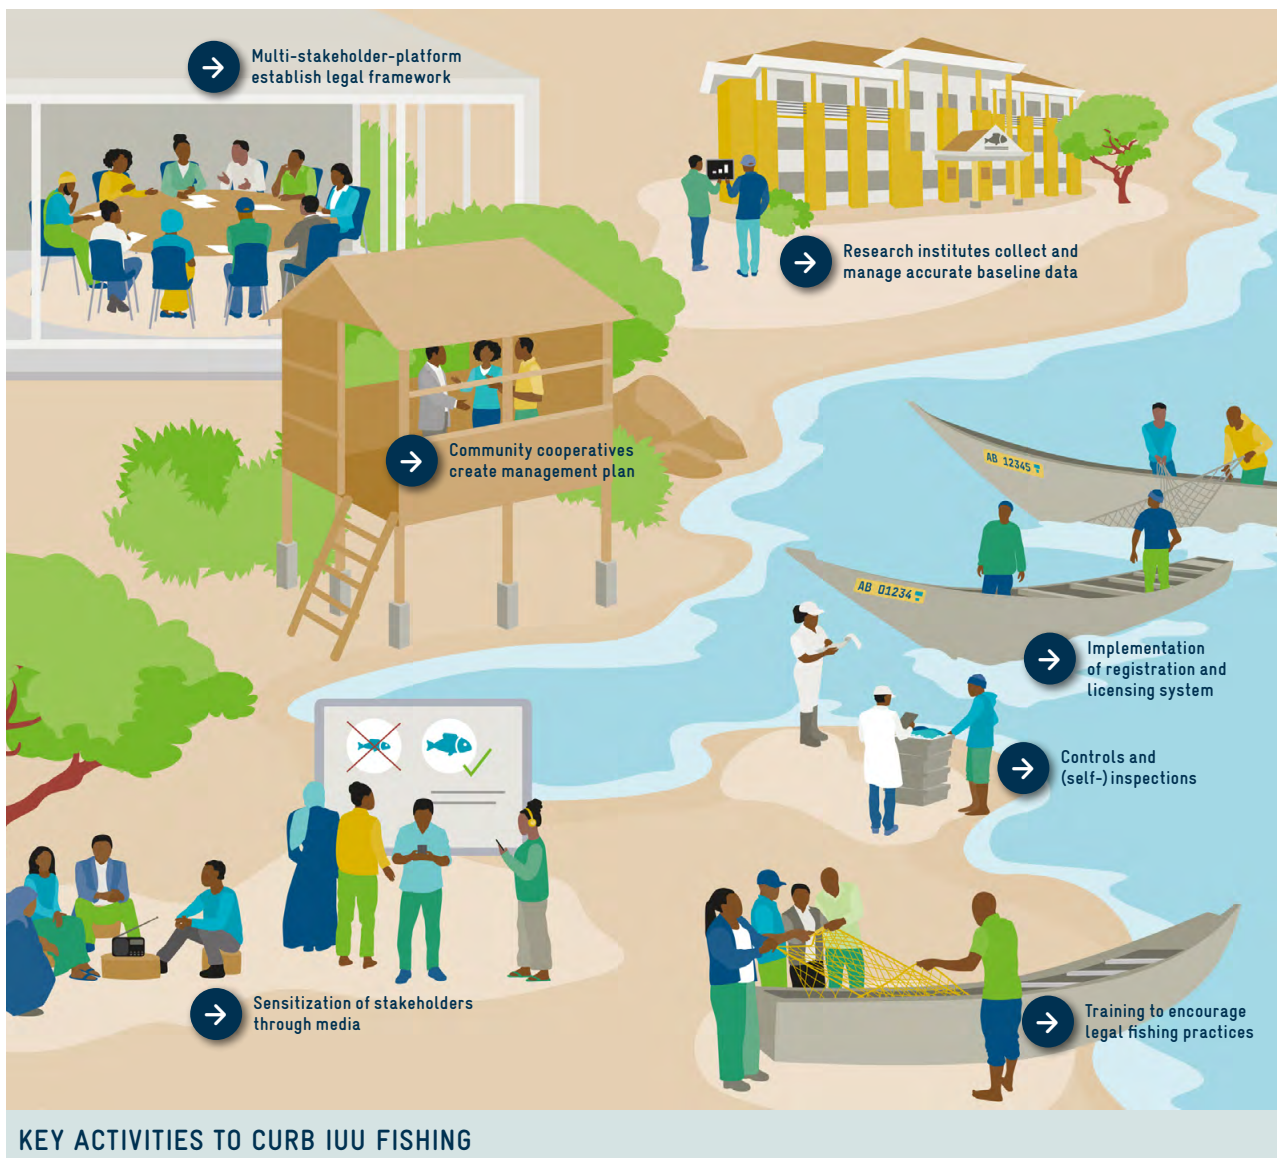 Multi-stakeholder-platform
establish legal framework
Research institutes collect and
manage accurate baseline data
Community cooperatives
create management plan
AB 12345
AB 01234
Implementation
of registration and
licensing system
Controls and
(self-) inspections
Sensitization of stakeholders
through media
Training to encourage
legal fishing practices
KEY ACTIVITIES TO CURB IUU FISHING